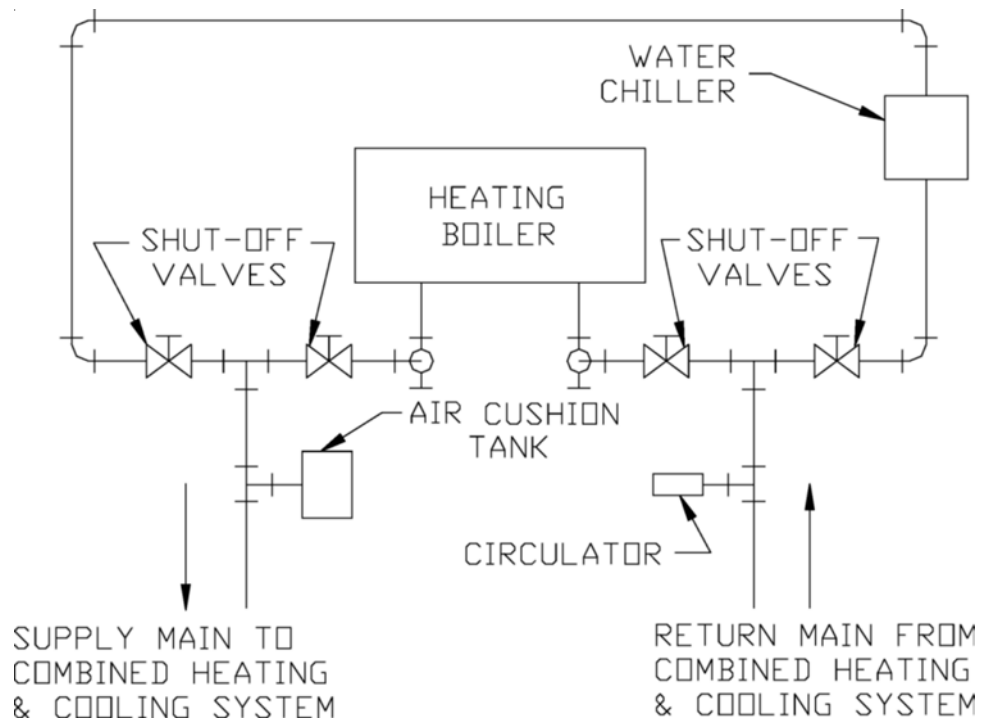 WATER
CHILLER
HEATING
BOILER
SHUT-OFF
VALVES
SHUT-OFF
VALVES
AIR CUSHION
TANK
CIRCULATOR
SUPPLY MAIN TO
COMBINED HEATING
& COOLING SYSTEM
RETURN MAIN FROM
COMBINED HEATING
& COOLING SYSTEM